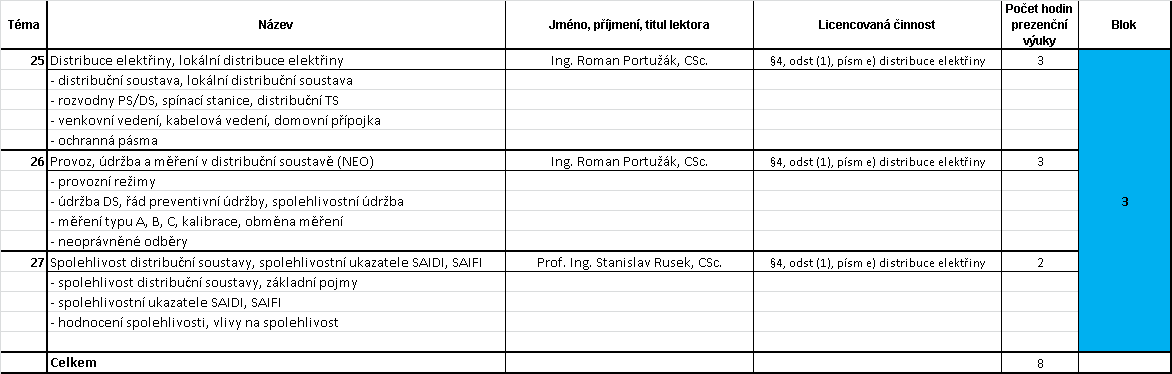 Téma Název Jméno, příjmení, titul lektora Licencovaná činnost Počet hodin prezenční výuky Blok
25 Distribuce elektřiny, lokální distribuce elektřiny Ing. Roman Portužák, CSc. §4, odst (1), písm e) distribuce elektřiny 3
- distribuční soustava, lokální distribuční soustava
- rozvodny PS/DS, spínací stanice, distribuční TS
- venkovní vedení, kabelová vedení, domovní přípojka
- ochranná pásma
26 Provoz, údržba a měření v distribuční soustavě (NEO) Ing. Roman Portužák, CSc. §4, odst (1), písm e) distribuce elektřiny 3
- provozní režimy
- údržba DS, řád preventivní údržby, spolehlivostní údržba
3
- měření typu A, B, C, kalibrace, obměna měření
- neoprávněné odběry
27 Spolehlivost distribuční soustavy, spolehlivostní ukazatele SAIDI, SAIFI Prof. Ing. Stanislav Rusek, CSc. §4, odst (1), písm e) distribuce elektřiny 2
- spolehlivost distribuční soustavy, základní pojmy
- spolehlivostní ukazatele SAIDI, SAIFI
- hodnocení spolehlivosti, vlivy na spolehlivost
Celkem 8